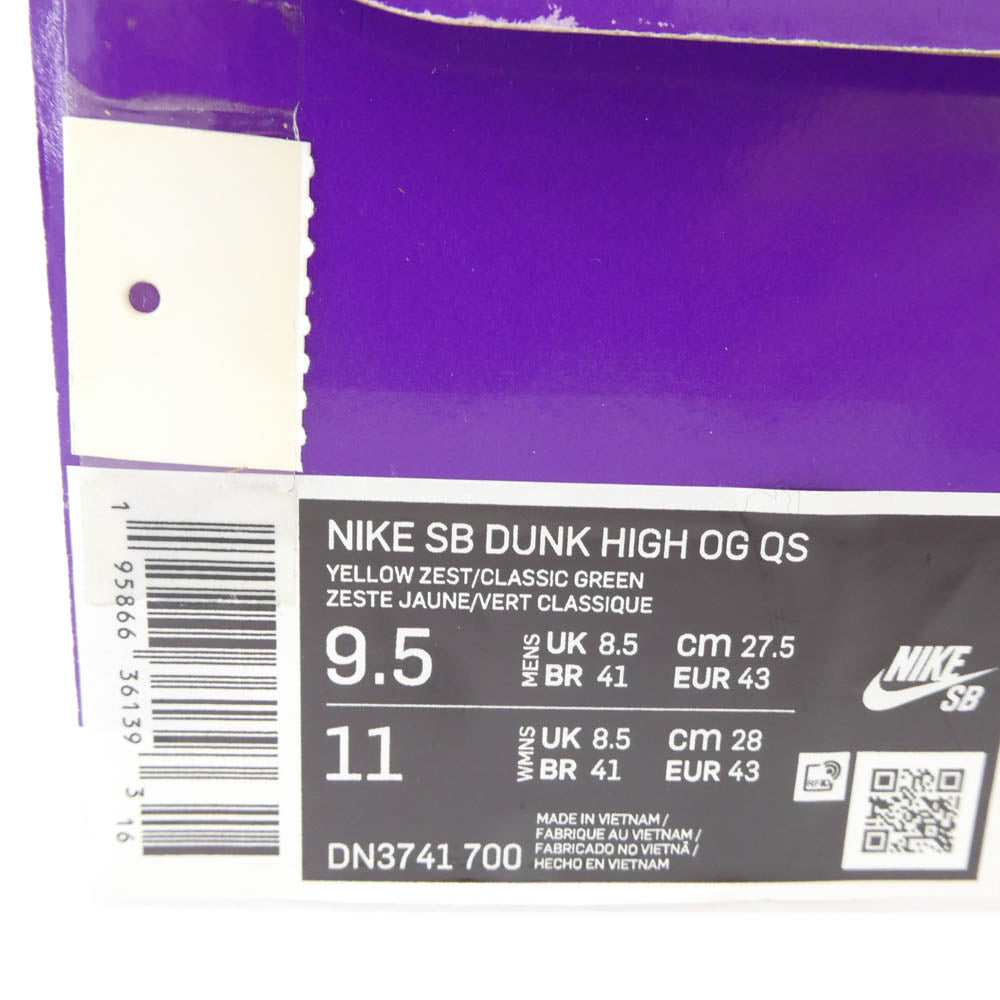 NIKE SB DUNK HIGH OG QS
YELLOW ZEST/CLASSIC GREEN
ZESTE JAUNE/VERT CLASSIQUE
9.5
MENS
UK 8.5 cm 27.5
BR 41 EUR 43
11
WMNS
UK 8.5 cm 28
BR 41 EUR 43
NIKE
SB
RFID
DN3741 700
MADE IN VIETNAM /
FABRIQUE AU VIETNAM /
FABRICADO NO VIETNÃ /
HECHO EN VIETNAM
1 95866 36139 3 16